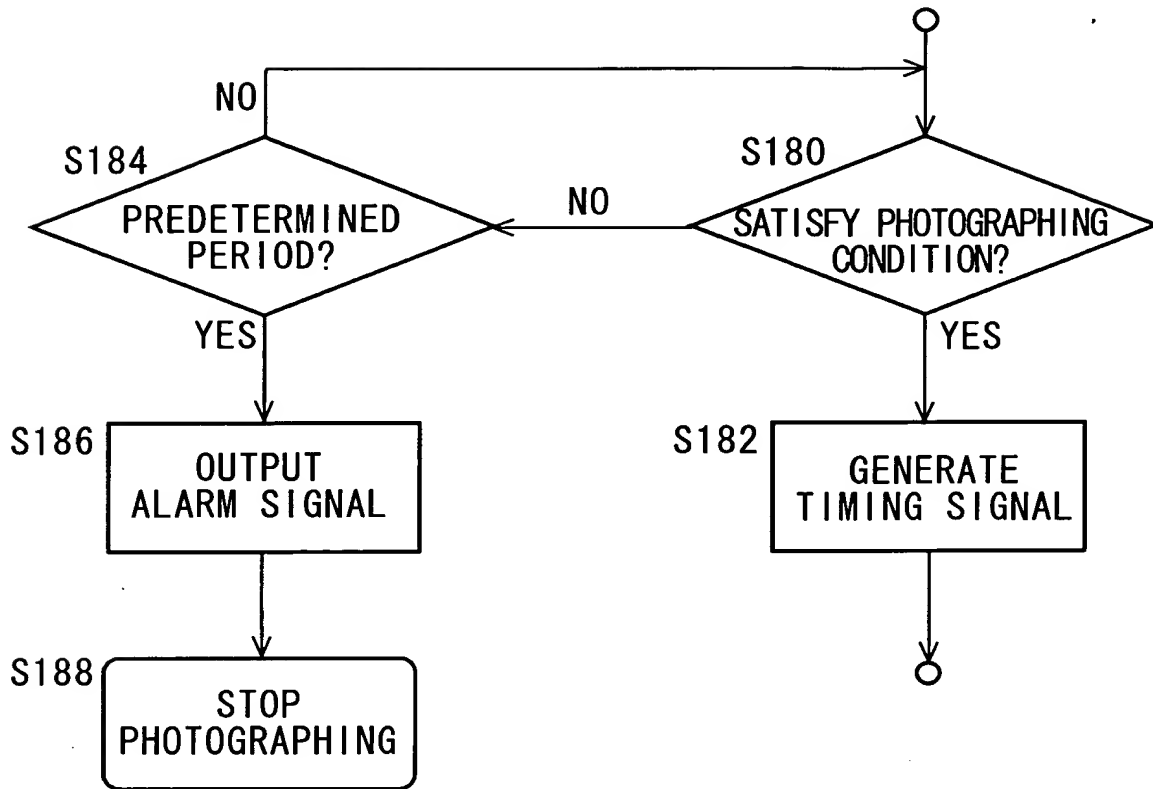 NO
S184
PREDETERMINED
PERIOD?
YES
S186
OUTPUT
ALARM SIGNAL
S188
STOP
PHOTOGRAPHING
NO
S180
SATISFY PHOTOGRAPHING
CONDITION?
YES
S182
GENERATE
TIMING SIGNAL